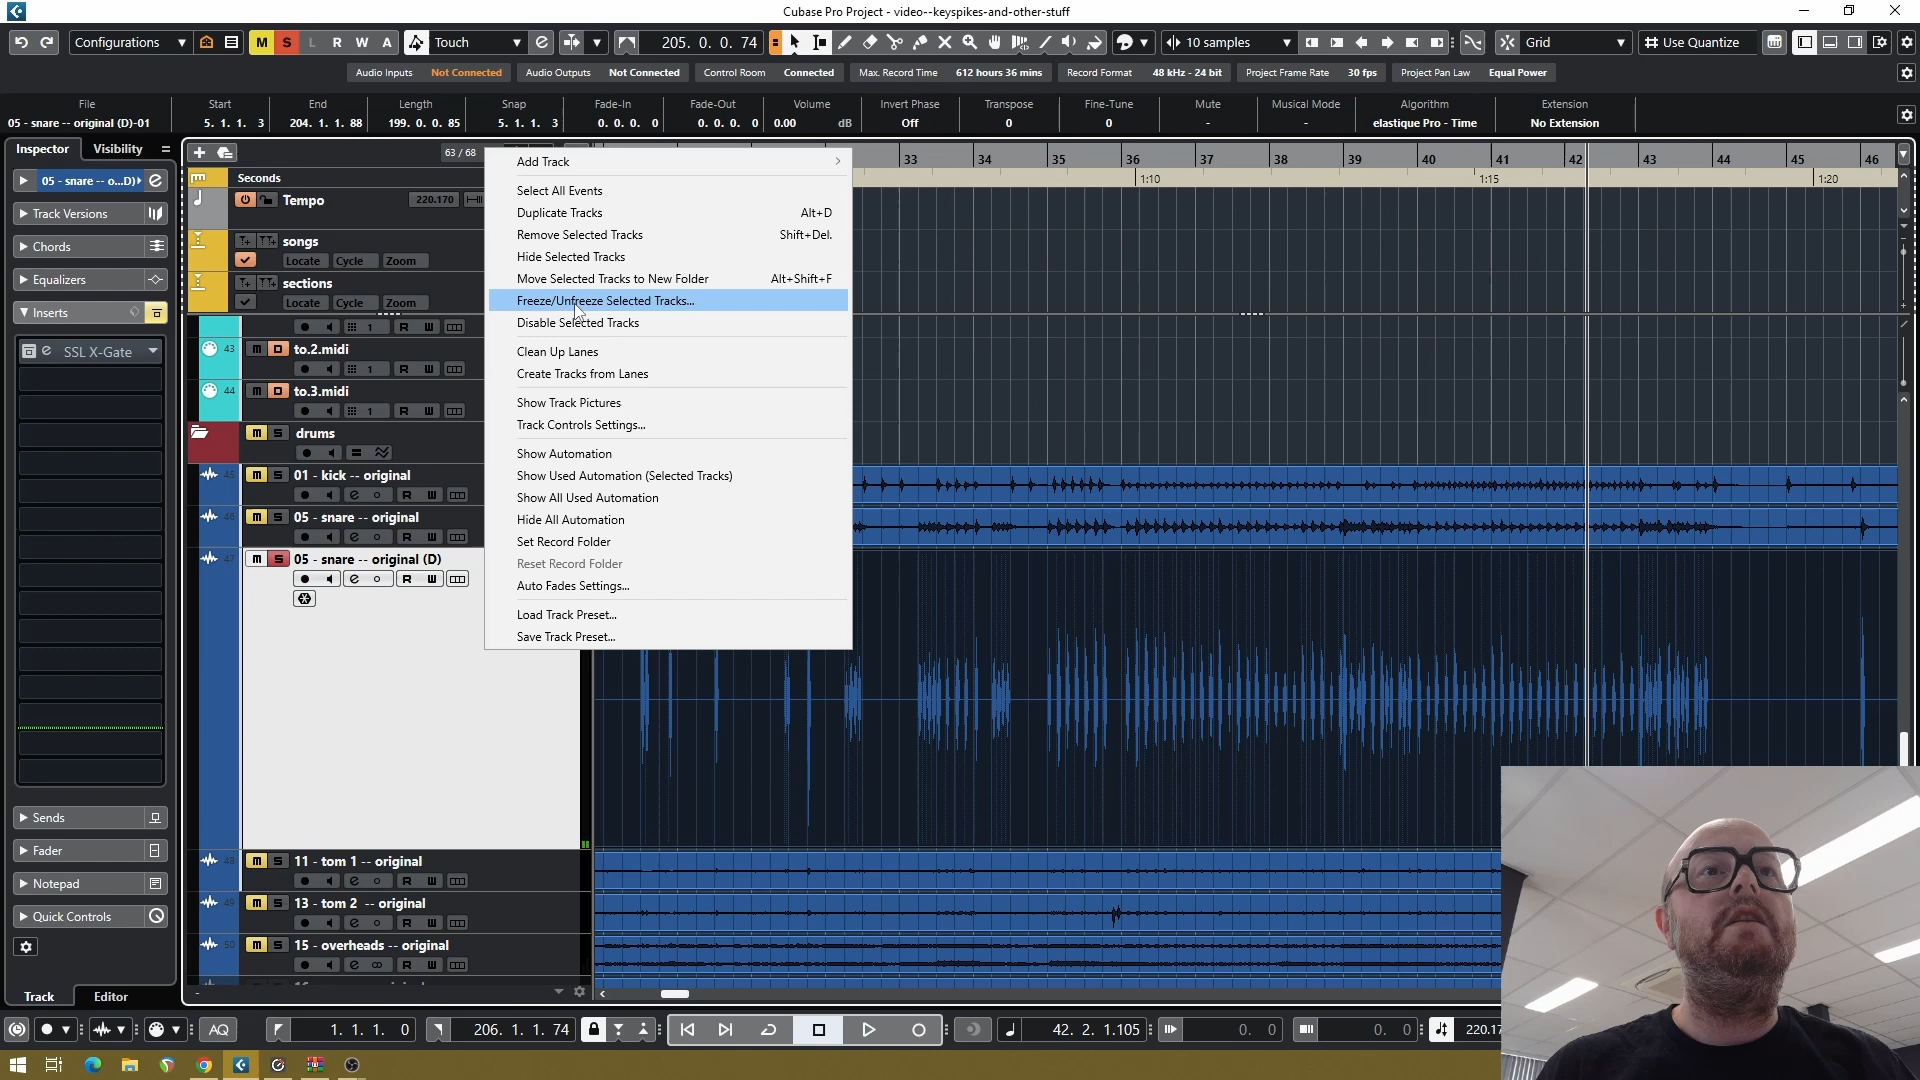 Cubase Pro Project - video--keyspikes-and-other-stuff
Configurations M S L R W A Touch 205. 0. 0. 74 10 samples Grid Use Quantize
Audio Inputs Not Connected Audio Outputs Not Connected Control Room Connected Max. Record Time 612 hours 36 mins Record Format 48 kHz - 24 bit Project Frame Rate 30 fps Project Pan Law Equal Power
File Start End Length Snap Fade-In Fade-Out Volume Invert Phase Transpose Fine-Tune Mute Musical Mode Algorithm Extension
05 - snare -- original (D)-01 5. 1. 1. 3 204. 1. 1. 88 199. 0. 0. 85 5. 1. 1. 3 0. 0. 0. 0 0. 0. 0. 0 0.00 dB Off 0 0 - - elastique Pro - Time No Extension
Inspector Visibility
63 / 68
33 34 35 36 37 38 39 40 41 42 43 44 45 46
1:10 1:15 1:20
05 - snare -- o...D)
Track Versions
Chords
Equalizers
Inserts
SSL X-Gate
Sends
Fader
Notepad
Quick Controls
Track Editor
Seconds
Tempo 220.170
songs
Locate Cycle Zoom
sections
Locate Cycle Zoom
1 R W
43 m to.2.midi
1 R W
44 m to.3.midi
1 R W
m S drums
45 m S 01 - kick -- original
e R W
46 m S 05 - snare -- original
e R W
47 m S 05 - snare -- original (D)
e R W
48 m S 11 - tom 1 -- original
e R W
49 m S 13 - tom 2 -- original
e R W
50 m S 15 - overheads -- original
e R W
Add Track
Select All Events
Duplicate Tracks Alt+D
Remove Selected Tracks Shift+Del.
Hide Selected Tracks
Move Selected Tracks to New Folder Alt+Shift+F
Freeze/Unfreeze Selected Tracks...
Disable Selected Tracks
Clean Up Lanes
Create Tracks from Lanes
Show Track Pictures
Track Controls Settings...
Show Automation
Show Used Automation (Selected Tracks)
Show All Used Automation
Hide All Automation
Set Record Folder
Reset Record Folder
Auto Fades Settings...
Load Track Preset...
Save Track Preset...
AQ 1. 1. 1. 0 206. 1. 1. 74 42. 2. 1.105 0. 0 0. 0 220.17